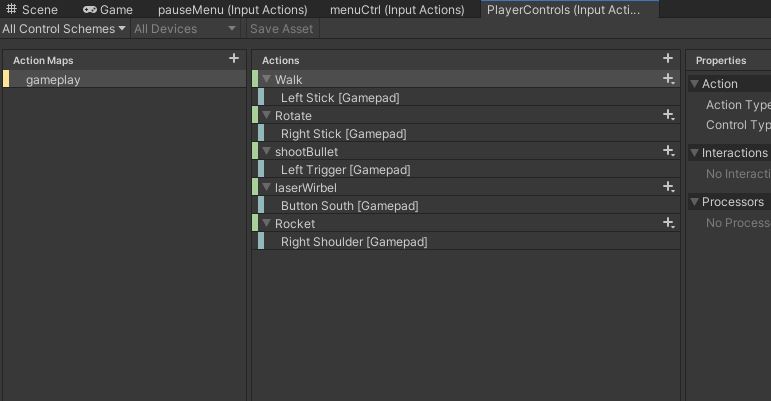 Scene Game pauseMenu (Input Actions) menuCtrl (Input Actions) PlayerControls (Input Acti...
All Control Schemes All Devices Save Asset
Action Maps + Actions + Properties
gameplay Walk + Action
Left Stick [Gamepad] Action Type
Rotate + Control Typ
Right Stick [Gamepad]
shootBullet + Interactions
Left Trigger [Gamepad] No Interacti
laserWirbel +
Button South [Gamepad] Processors
Rocket + No Process
Right Shoulder [Gamepad]